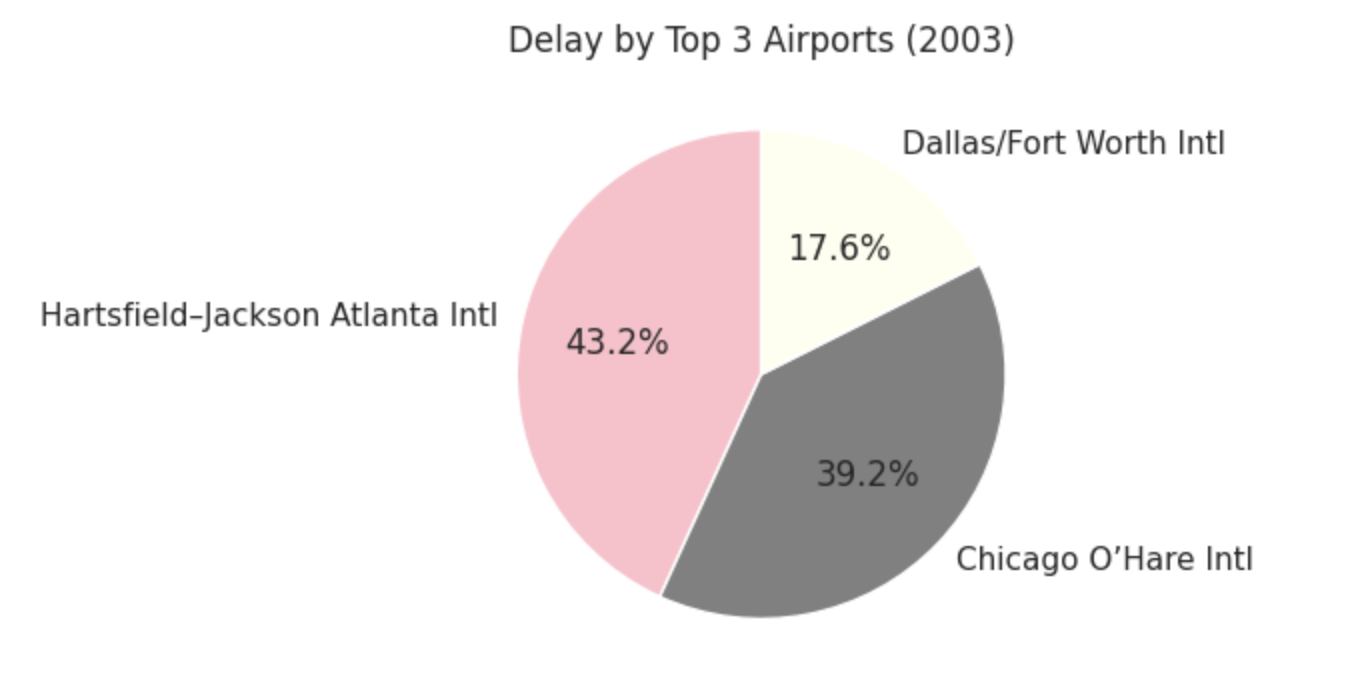 Delay by Top 3 Airports (2003)
Dallas/Fort Worth Intl
17.6%
Hartsfield–Jackson Atlanta Intl
43.2%
39.2%
Chicago O’Hare Intl